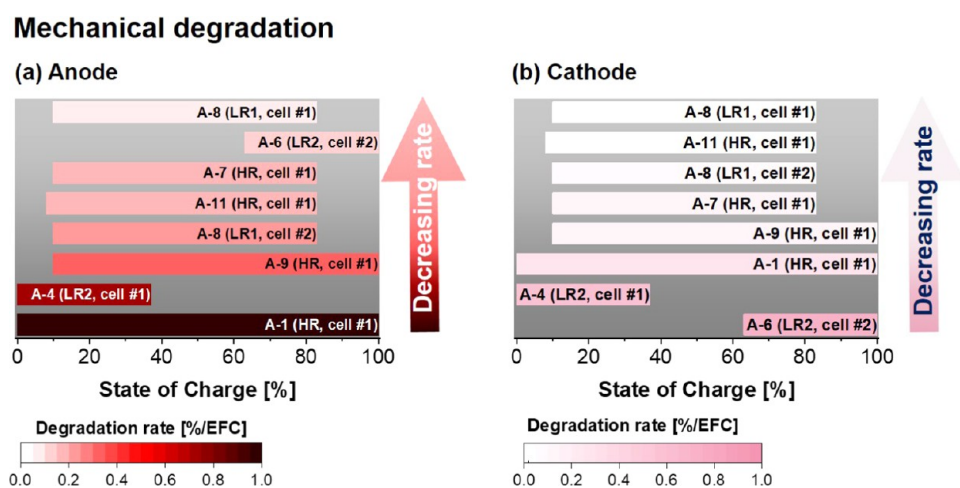 Mechanical degradation
(a) Anode
A-8 (LR1, cell #1)
A-6 (LR2, cell #2)
A-7 (HR, cell #1)
A-11 (HR, cell #1)
A-8 (LR1, cell #2)
A-9 (HR, cell #1)
A-4 (LR2, cell #1)
A-1 (HR, cell #1)
0 20 40 60 80 100
State of Charge [%]
Decreasing rate
Degradation rate [%/EFC]
0.0 0.2 0.4 0.6 0.8 1.0
(b) Cathode
A-8 (LR1, cell #1)
A-11 (HR, cell #1)
A-8 (LR1, cell #2)
A-7 (HR, cell #1)
A-9 (HR, cell #1)
A-1 (HR, cell #1)
A-4 (LR2, cell #1)
A-6 (LR2, cell #2)
0 20 40 60 80 100
State of Charge [%]
Decreasing rate
Degradation rate [%/EFC]
0.0 0.2 0.4 0.6 0.8 1.0